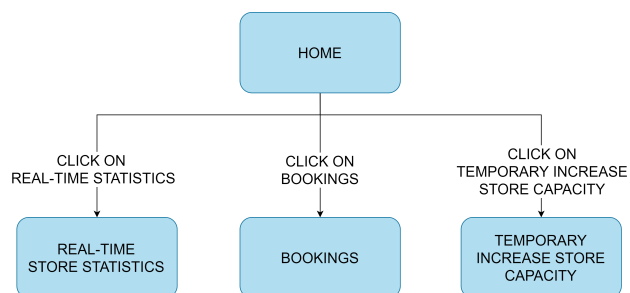 HOME
CLICK ON
REAL-TIME STATISTICS
CLICK ON
BOOKINGS
CLICK ON
TEMPORARY INCREASE
STORE CAPACITY
REAL-TIME
STORE STATISTICS
BOOKINGS
TEMPORARY
INCREASE STORE
CAPACITY